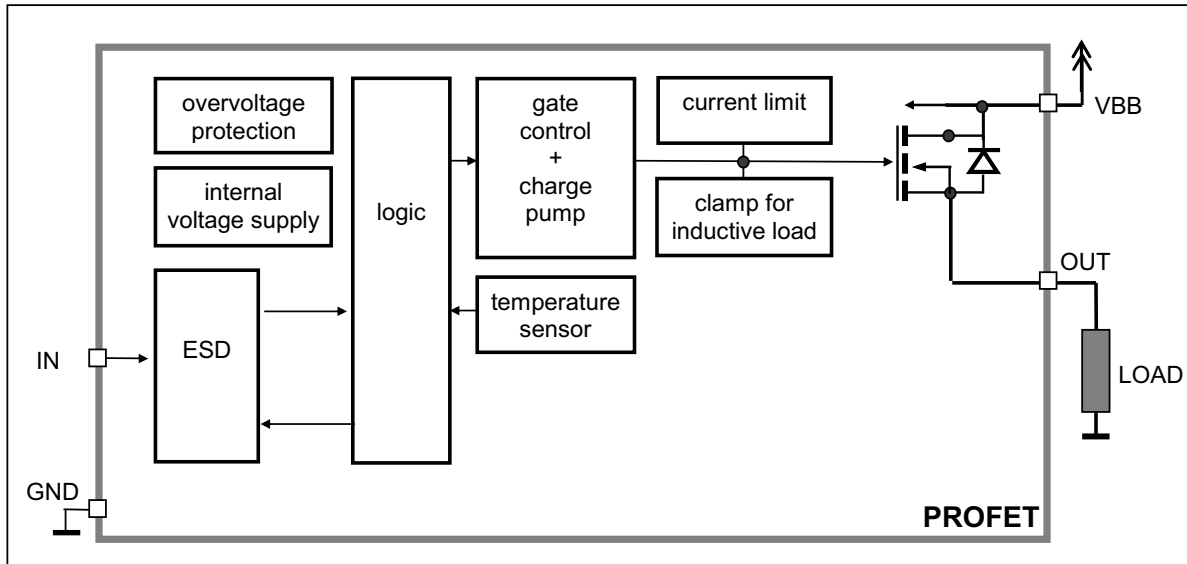 overvoltage
protection
internal
voltage supply
logic
gate
control
+
charge
pump
current limit
clamp for
inductive load
temperature
sensor
ESD
IN
GND
VBB
OUT
LOAD
PROFET